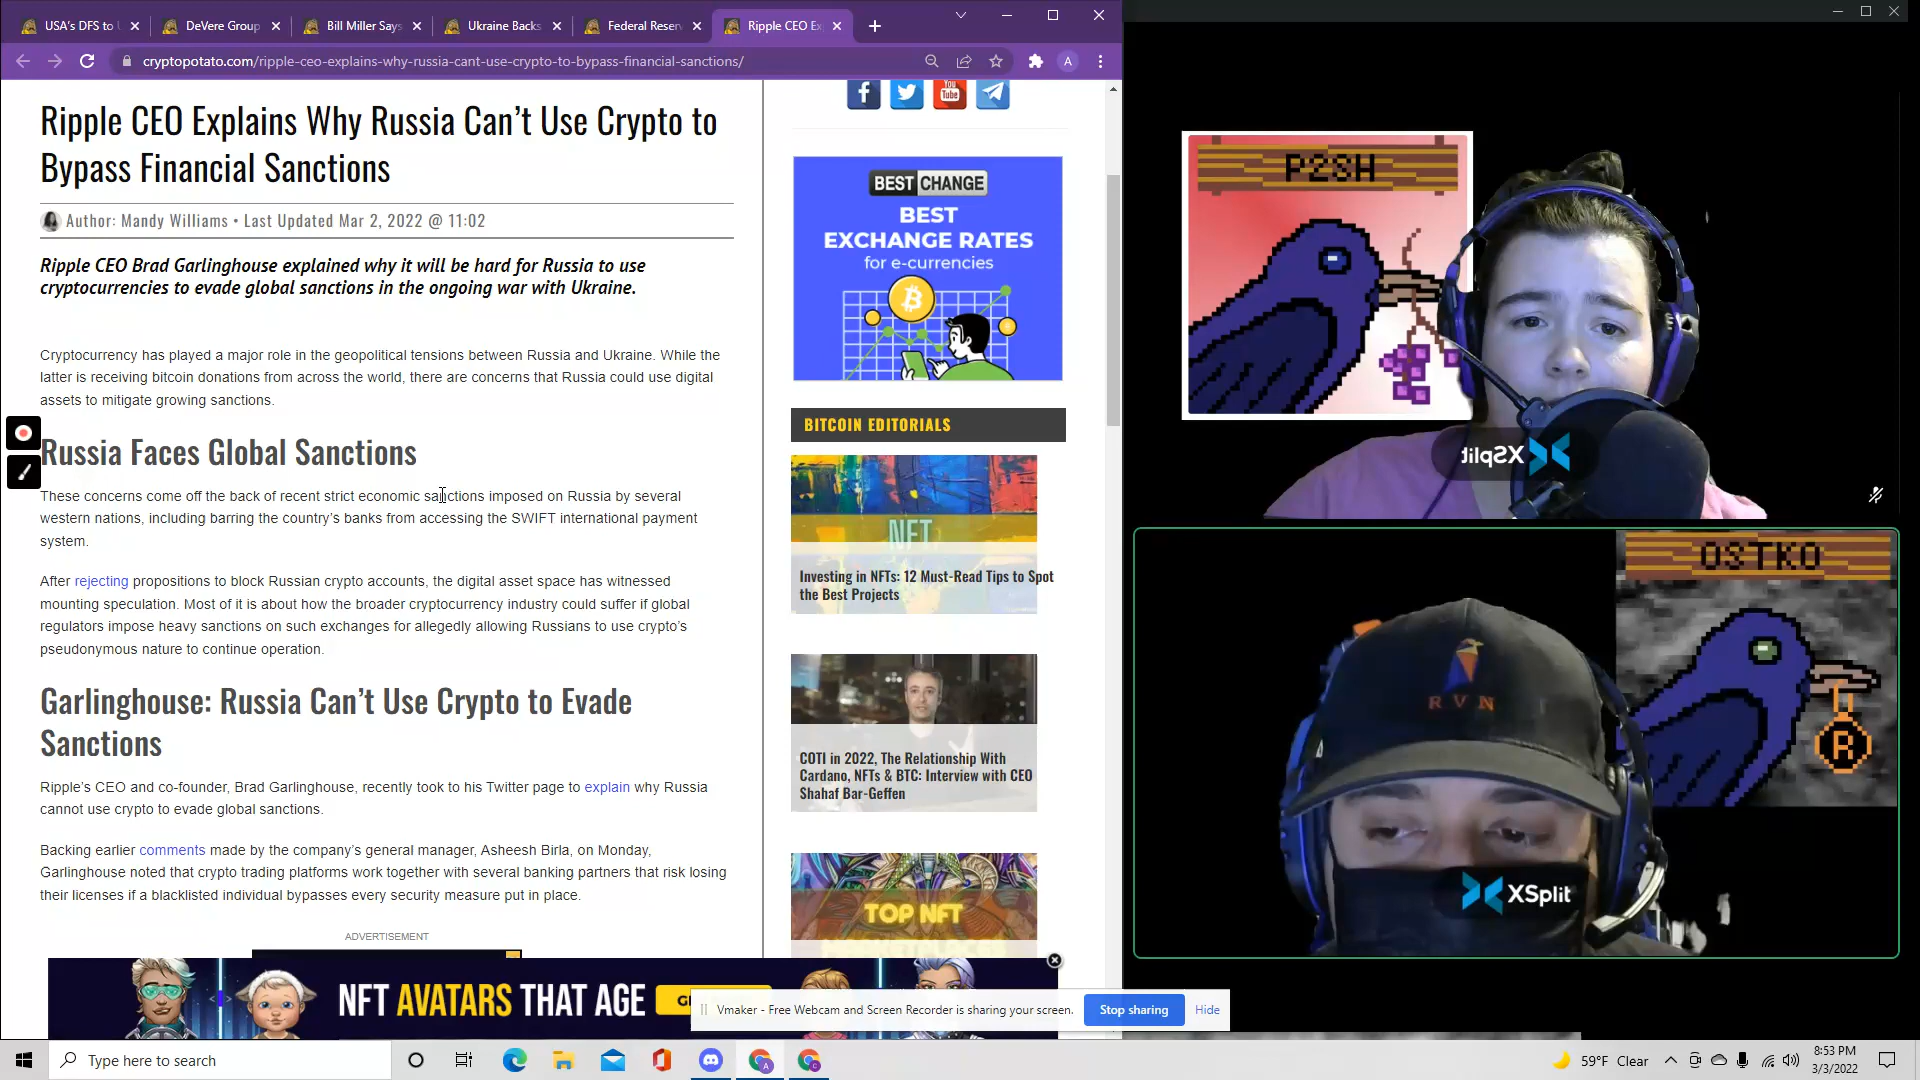 USA's DFS to
DeVere Group
Bill Miller Says
Ukraine Backs
Federal Reser
Ripple CEO Ex
cryptopotato.com/ripple-ceo-explains-why-russia-cant-use-crypto-to-bypass-financial-sanctions/
A
Ripple CEO Explains Why Russia Can't Use Crypto to
Bypass Financial Sanctions
Author: Mandy Williams • Last Updated Mar 2, 2022 @ 11:02
Ripple CEO Brad Garlinghouse explained why it will be hard for Russia to use
cryptocurrencies to evade global sanctions in the ongoing war with Ukraine.
Cryptocurrency has played a major role in the geopolitical tensions between Russia and Ukraine. While the
latter is receiving bitcoin donations from across the world, there are concerns that Russia could use digital
assets to mitigate growing sanctions.
Russia Faces Global Sanctions
These concerns come off the back of recent strict economic sanctions imposed on Russia by several
western nations, including barring the country's banks from accessing the SWIFT international payment
system.
After rejecting propositions to block Russian crypto accounts, the digital asset space has witnessed
mounting speculation. Most of it is about how the broader cryptocurrency industry could suffer if global
regulators impose heavy sanctions on such exchanges for allegedly allowing Russians to use crypto's
pseudonymous nature to continue operation.
Garlinghouse: Russia Can't Use Crypto to Evade
Sanctions
Ripple's CEO and co-founder, Brad Garlinghouse, recently took to his Twitter page to explain why Russia
cannot use crypto to evade global sanctions.
Backing earlier comments made by the company's general manager, Asheesh Birla, on Monday,
Garlinghouse noted that crypto trading platforms work together with several banking partners that risk losing
their licenses if a blacklisted individual bypasses every security measure put in place.
ADVERTISEMENT
You
Tube
BEST CHANGE
BEST
EXCHANGE RATES
for e-currencies
BITCOIN EDITORIALS
NFT
Investing in NFTs: 12 Must-Read Tips to Spot
the Best Projects
COTI in 2022, The Relationship With
Cardano, NFTs & BTC: Interview with CEO
Shahaf Bar-Geffen
TOP NFT
NFT AVATARS THAT AGE
Vmaker - Free Webcam and Screen Recorder is sharing your screen.
Stop sharing
Hide
P2SH
XSplit
OSTKO
R V N
R
XSplit
Type here to search
59°F Clear
8:53 PM
3/3/2022